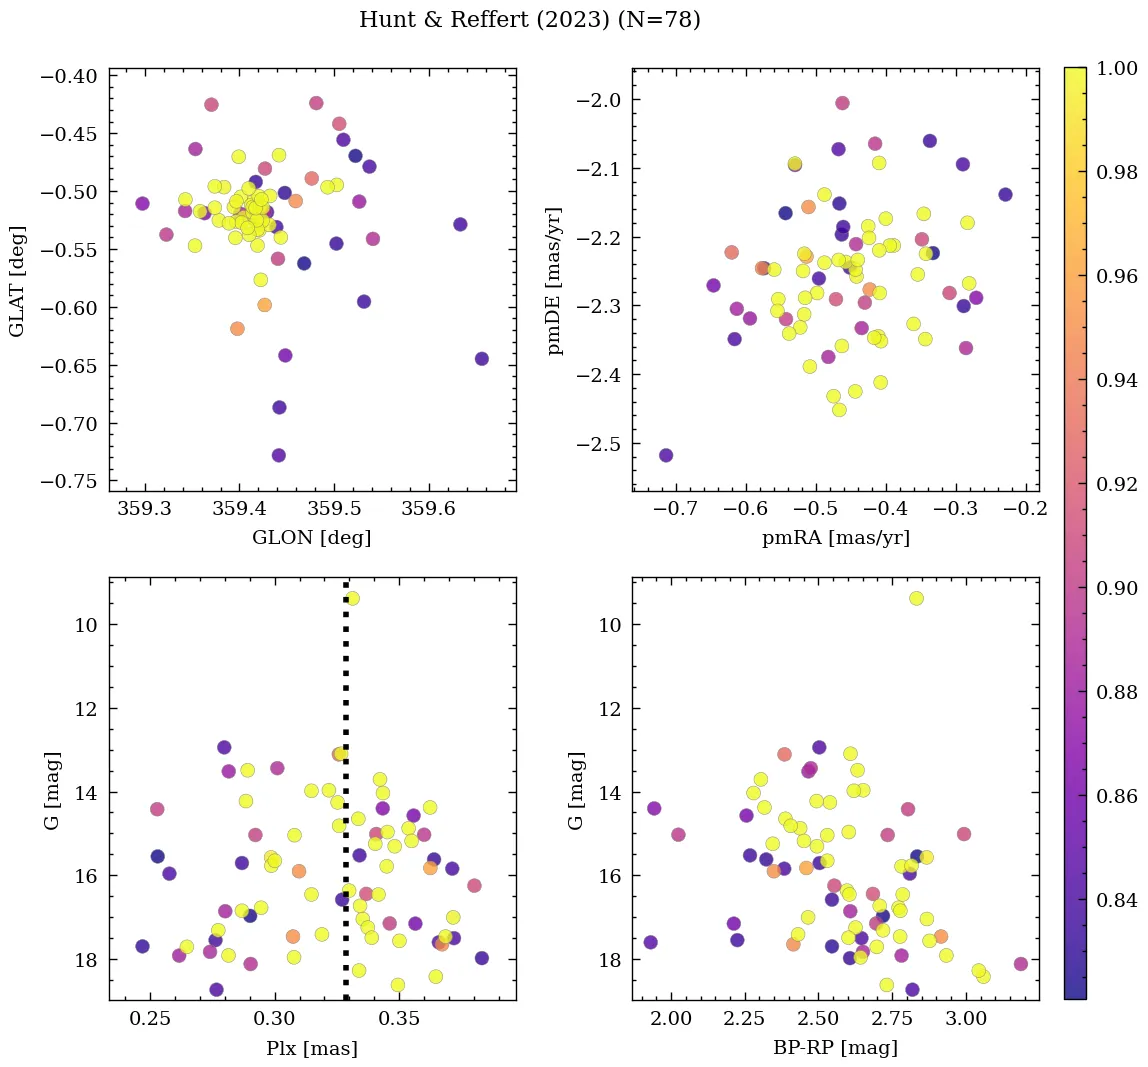 Hunt & Reffert (2023) (N=78)
−0.40
−0.45
−0.50
−0.55
−0.60
−0.65
−0.70
−0.75
GLAT [deg]
359.3 359.4 359.5 359.6
GLON [deg]
−2.0
−2.1
−2.2
−2.3
−2.4
−2.5
pmDE [mas/yr]
−0.7 −0.6 −0.5 −0.4 −0.3 −0.2
pmRA [mas/yr]
10
12
14
16
18
G [mag]
0.25 0.30 0.35
Plx [mas]
10
12
14
16
18
G [mag]
2.00 2.25 2.50 2.75 3.00
BP-RP [mag]
1.00
0.98
0.96
0.94
0.92
0.90
0.88
0.86
0.84